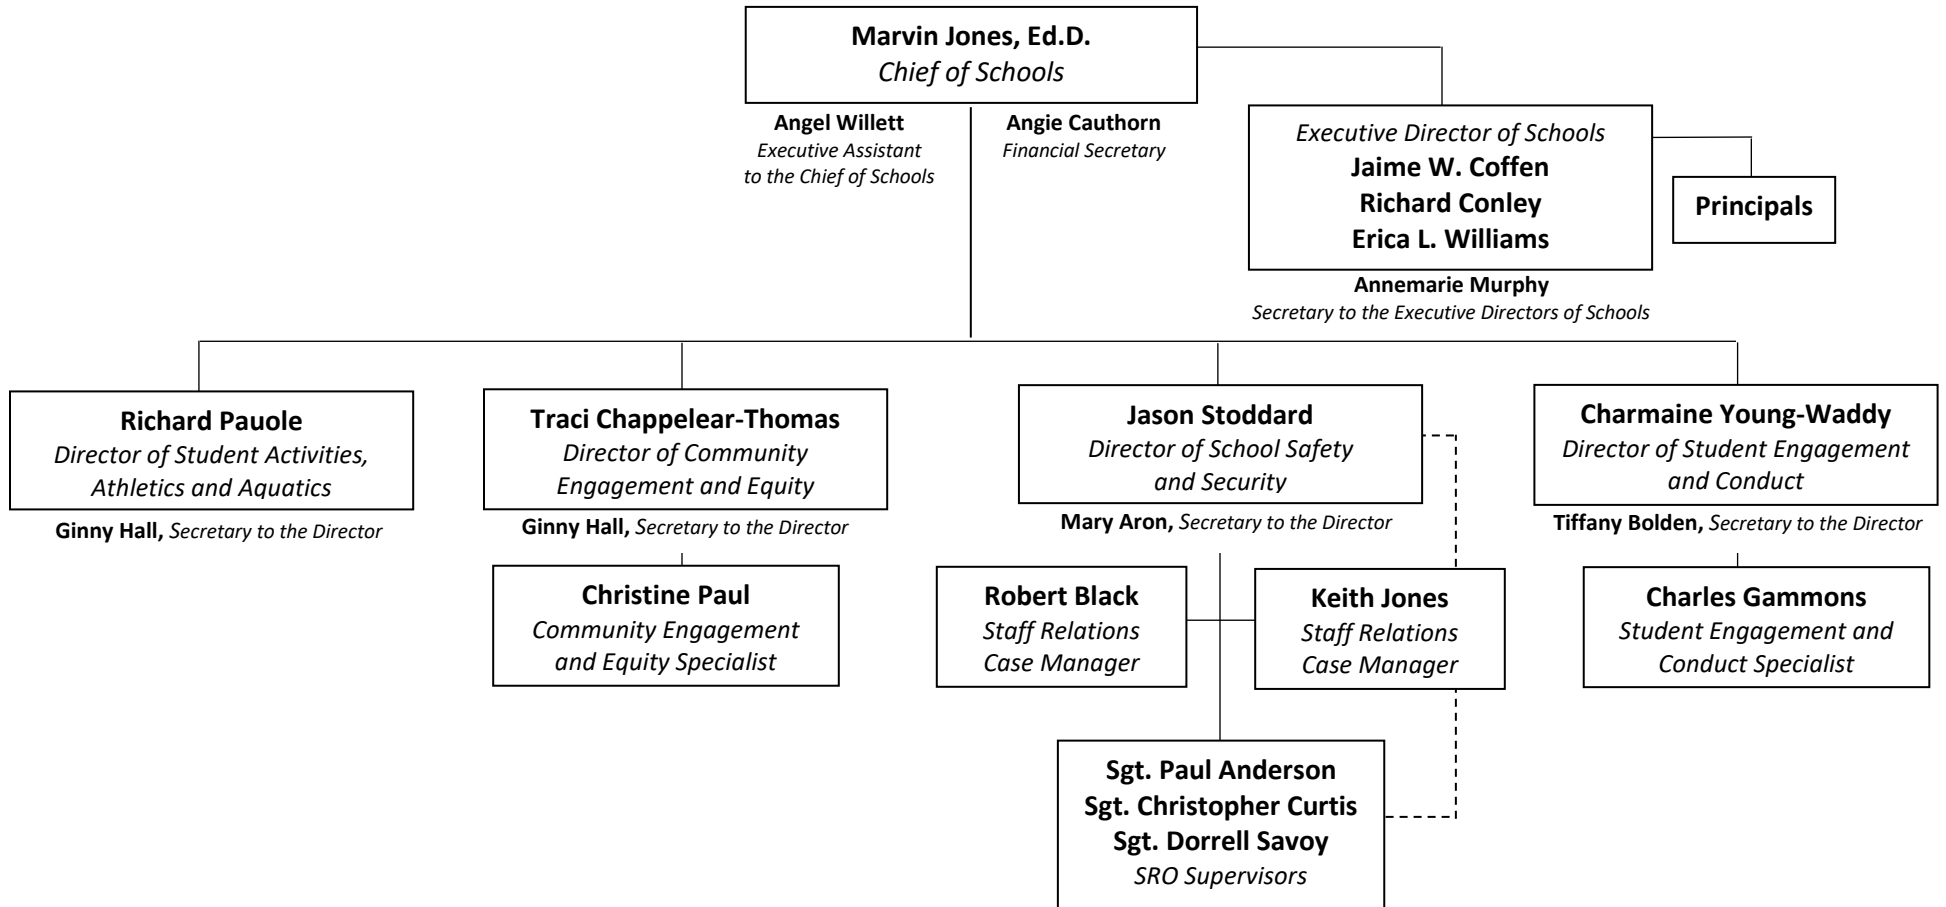 Marvin Jones, Ed.D.
Chief of Schools
Angel Willett
Executive Assistant
to the Chief of Schools
Angie Cauthorn
Financial Secretary
Executive Director of Schools
Jaime W. Coffen
Richard Conley
Erica L. Williams
Principals
Annemarie Murphy
Secretary to the Executive Directors of Schools
Richard Pauole
Director of Student Activities,
Athletics and Aquatics
Ginny Hall, Secretary to the Director
Traci Chappelear-Thomas
Director of Community
Engagement and Equity
Ginny Hall, Secretary to the Director
Christine Paul
Community Engagement
and Equity Specialist
Jason Stoddard
Director of School Safety
and Security
Mary Aron, Secretary to the Director
Robert Black
Staff Relations
Case Manager
Keith Jones
Staff Relations
Case Manager
Sgt. Paul Anderson
Sgt. Christopher Curtis
Sgt. Dorrell Savoy
SRO Supervisors
Charmaine Young-Waddy
Director of Student Engagement
and Conduct
Tiffany Bolden, Secretary to the Director
Charles Gammons
Student Engagement and
Conduct Specialist